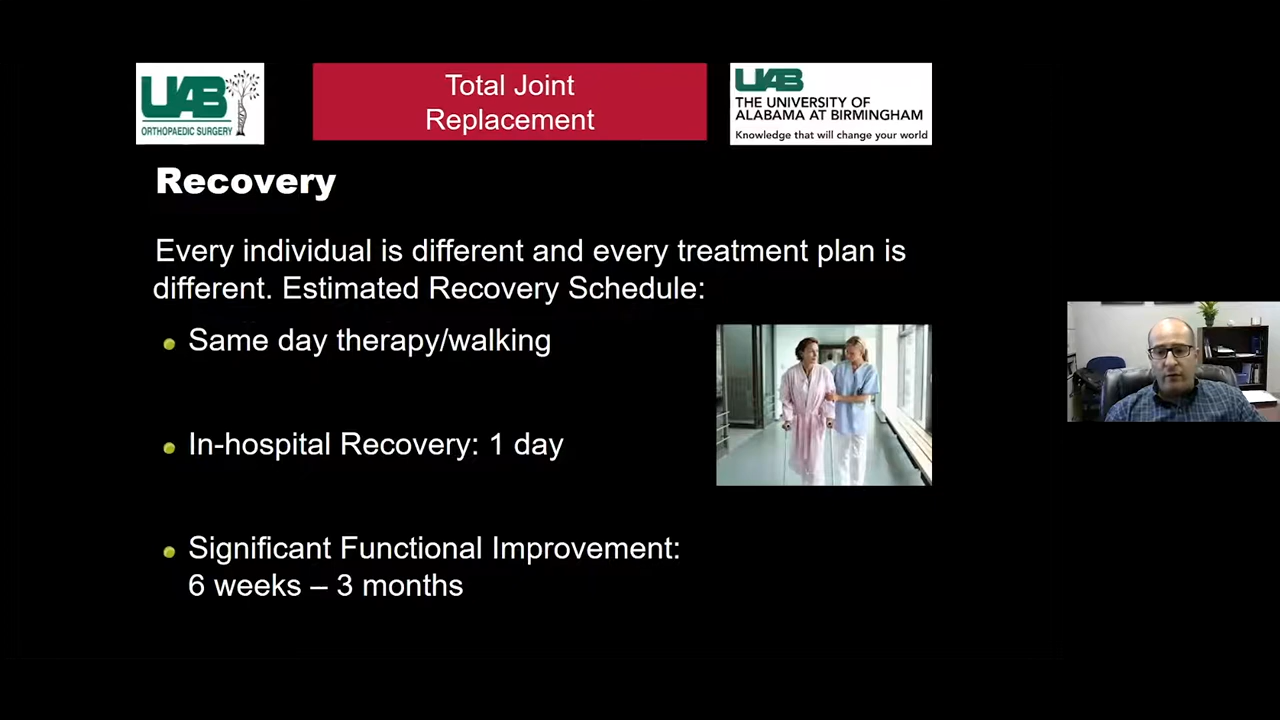 UAB
ORTHOPAEDIC SURGERY
Total Joint
Replacement
UAB
THE UNIVERSITY OF
ALABAMA AT BIRMINGHAM
Knowledge that will change your world
Recovery
Every individual is different and every treatment plan is
different. Estimated Recovery Schedule:
Same day therapy/walking
In-hospital Recovery: 1 day
Significant Functional Improvement:
6 weeks – 3 months